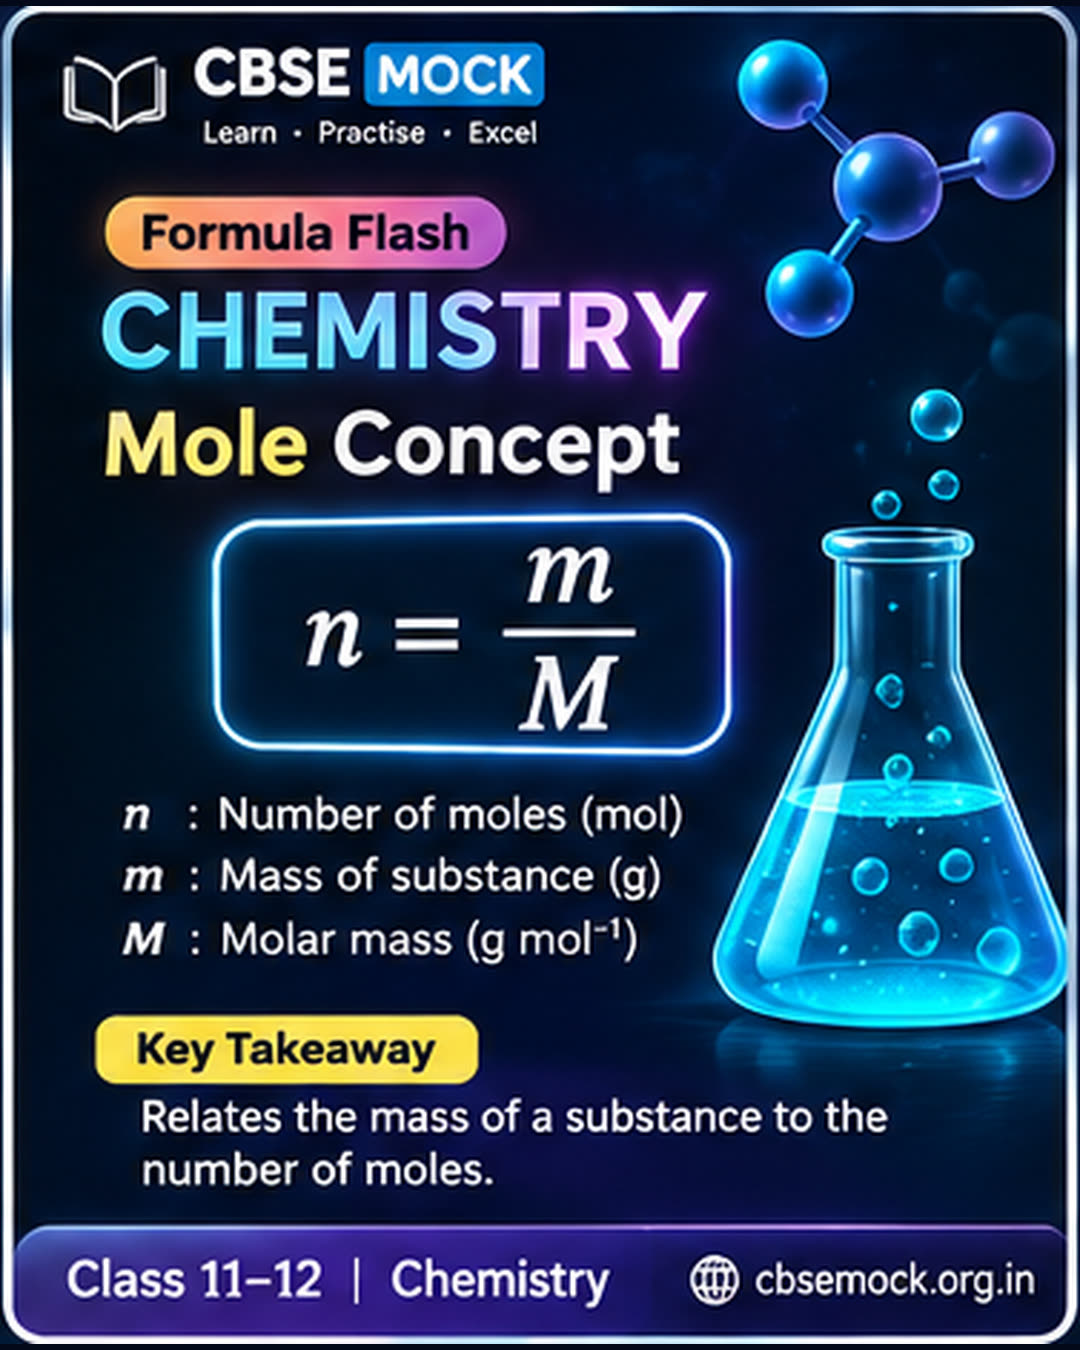 CBSE MOCK
Learn · Practise · Excel
Formula Flash
CHEMISTRY
Mole Concept
n = m/M
n : Number of moles (mol)
m : Mass of substance (g)
M : Molar mass (g mol⁻¹)
Key Takeaway
Relates the mass of a substance to the
number of moles.
Class 11–12 | Chemistry cbsemock.org.in